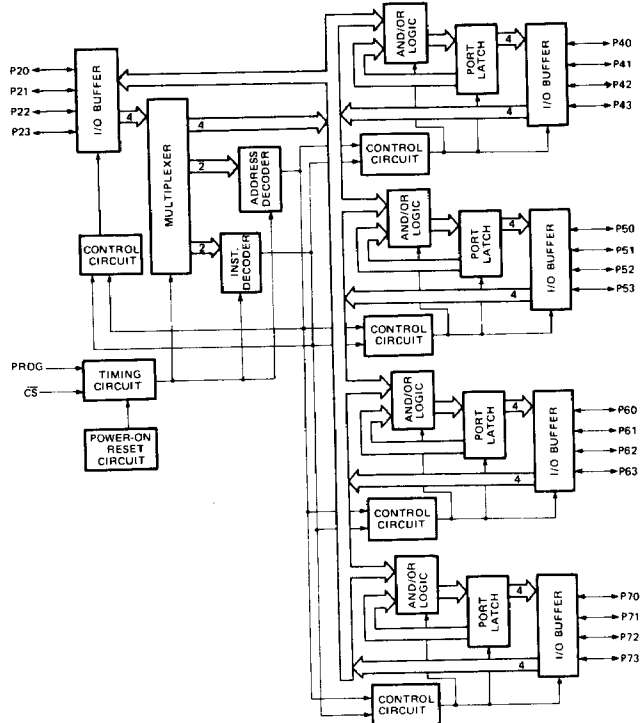 P20
P21
P22
P23
I/O BUFFER
4
MULTIPLEXER
4
2
ADDRESS
DECODER
2
INST.
DECODER
CONTROL
CIRCUIT
PROG
CS
TIMING
CIRCUIT
POWER-ON
RESET
CIRCUIT
AND/OR
LOGIC
PORT
LATCH
4
I/O BUFFER
P40
P41
P42
P43
4
CONTROL
CIRCUIT
AND/OR
LOGIC
PORT
LATCH
4
I/O BUFFER
P50
P51
P52
P53
4
CONTROL
CIRCUIT
AND/OR
LOGIC
PORT
LATCH
4
I/O BUFFER
P60
P61
P62
P63
4
CONTROL
CIRCUIT
AND/OR
LOGIC
PORT
LATCH
4
I/O BUFFER
P70
P71
P72
P73
4
CONTROL
CIRCUIT